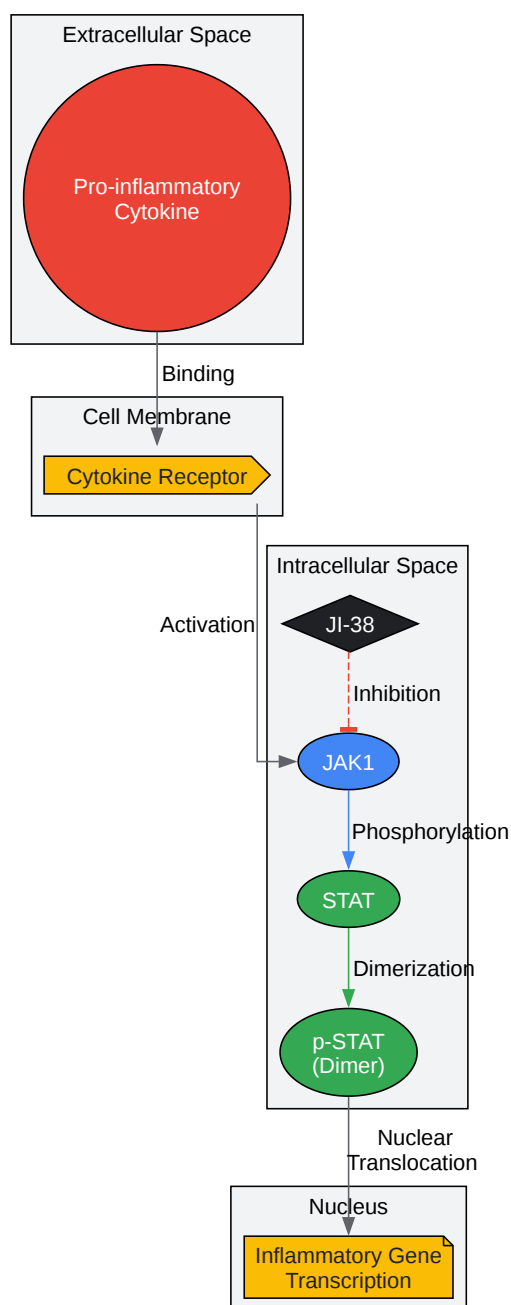 Extracellular Space
Pro-inflammatory
Cytokine
Binding
Cell Membrane
Cytokine Receptor
Intracellular Space
JI-38
Activation
Inhibition
JAK1
Phosphorylation
STAT
Dimerization
p-STAT
(Dimer)
Nuclear
Translocation
Nucleus
Inflammatory Gene
Transcription